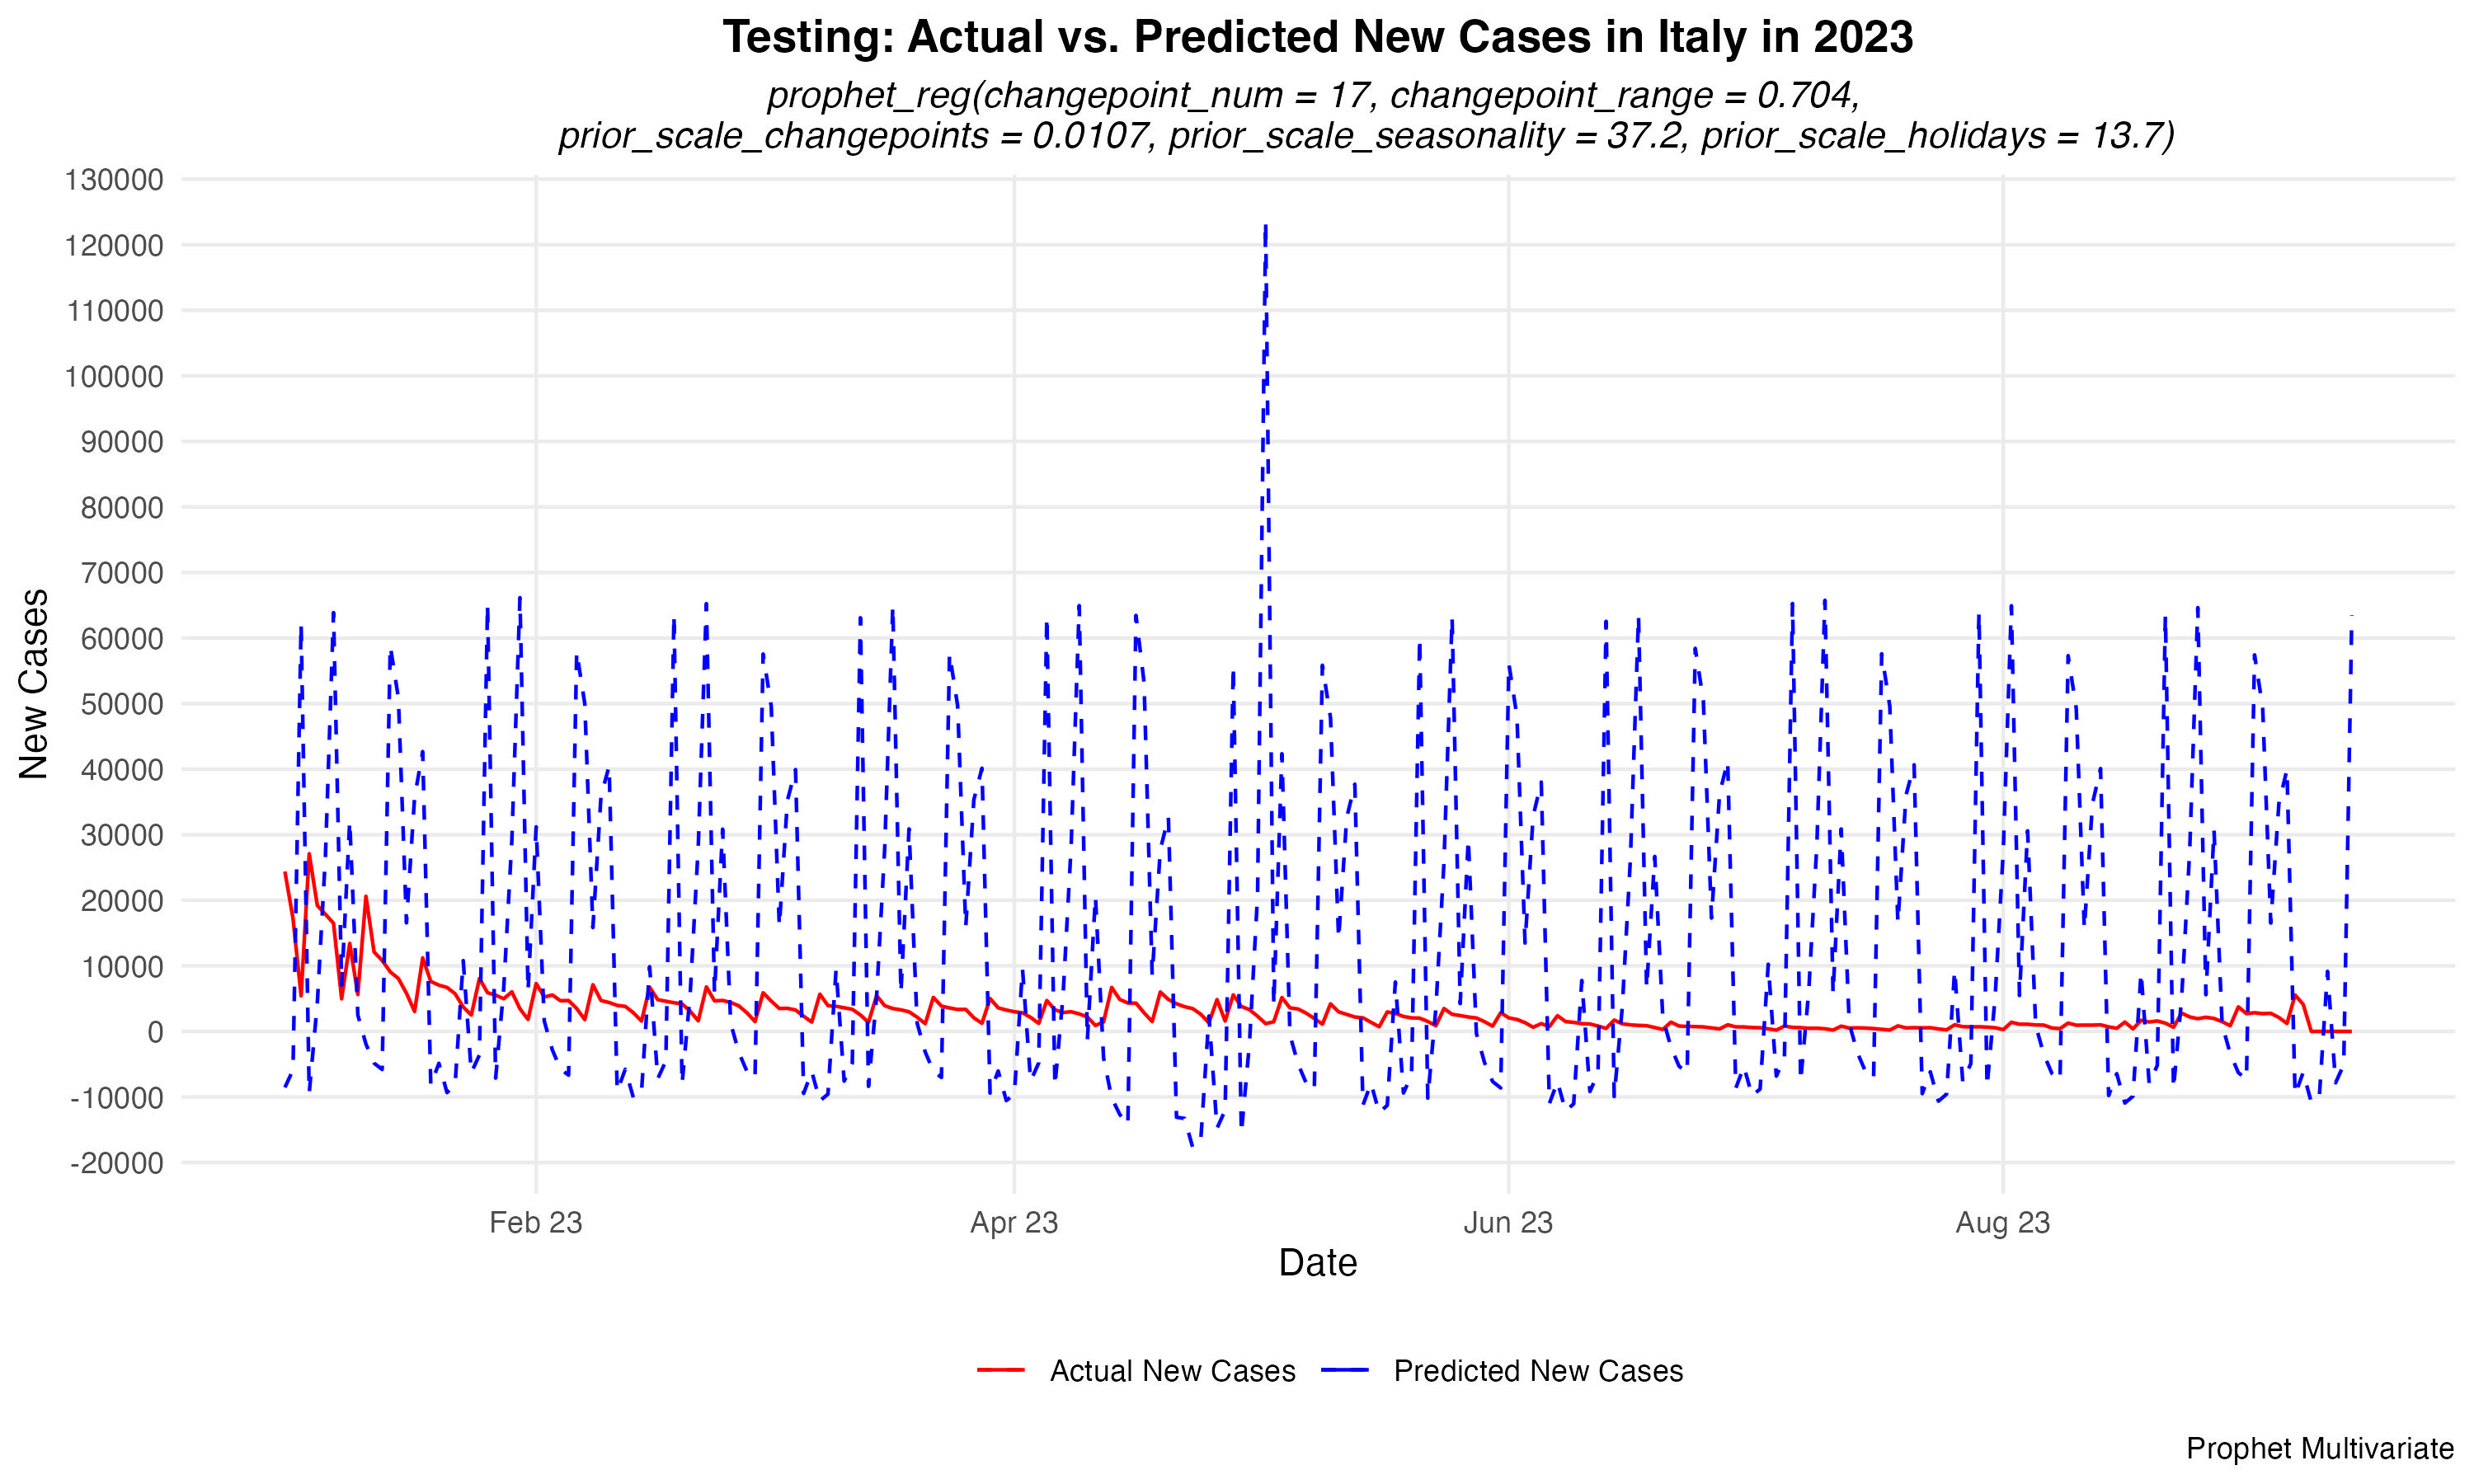 Testing: Actual vs. Predicted New Cases in Italy in 2023
prophet_reg(changepoint_num = 17, changepoint_range = 0.704,
prior_scale_changepoints = 0.0107, prior_scale_seasonality = 37.2, prior_scale_holidays = 13.7)
130000
120000
110000
100000
90000
80000
70000
60000
50000
40000
30000
20000
10000
0
-10000
-20000
New Cases
Feb 23
Apr 23
Jun 23
Aug 23
Date
Actual New Cases
Predicted New Cases
Prophet Multivariate